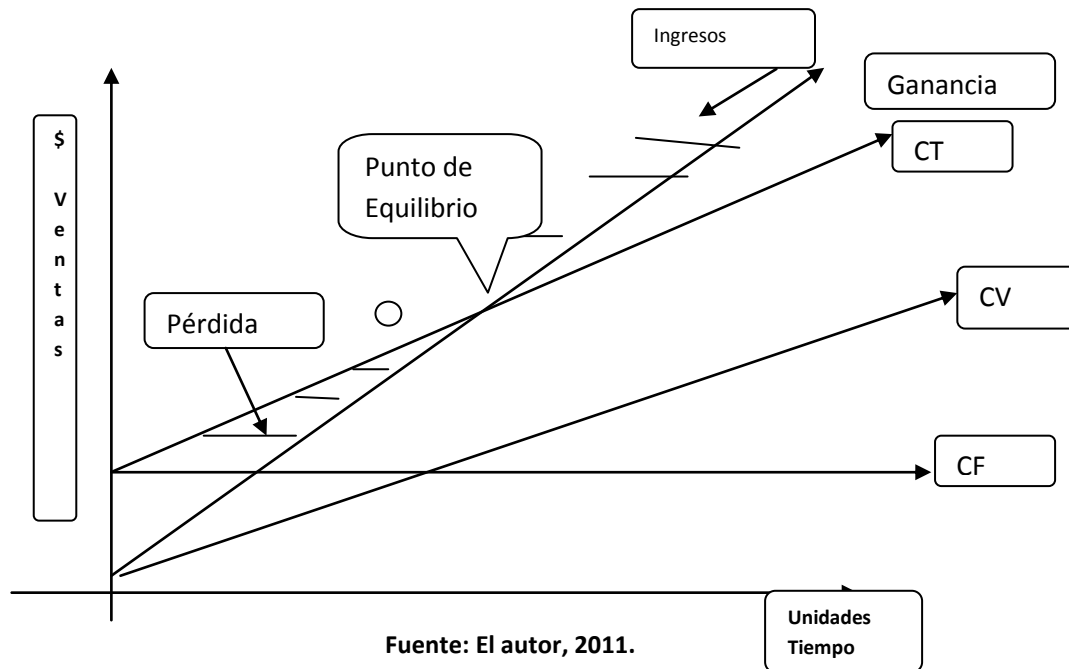 Ingresos
Ganancia
$
V
e
n
t
a
s
CT
Punto de
Equilibrio
CV
Pérdida
CF
Unidades
Tiempo
Fuente: El autor, 2011.